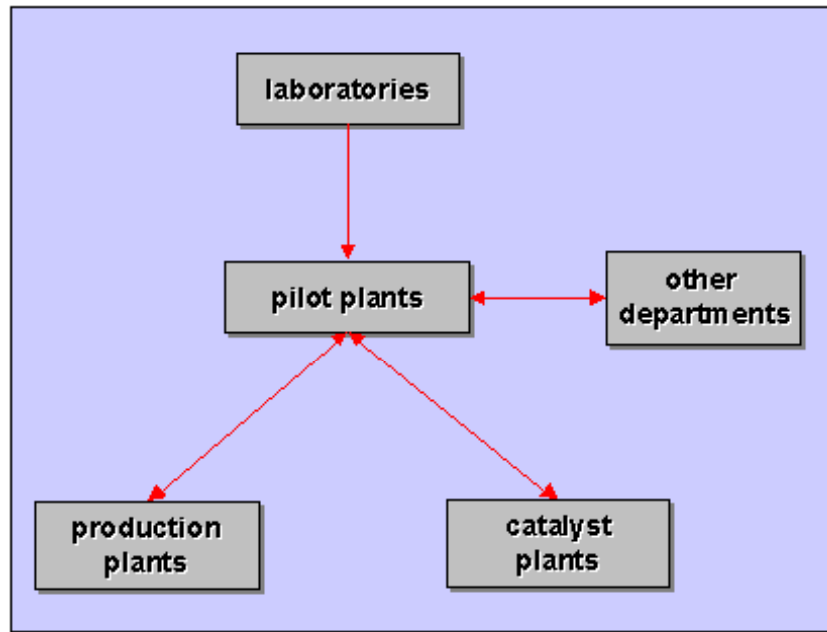 laboratories
pilot plants
other
departments
production
plants
catalyst
plants